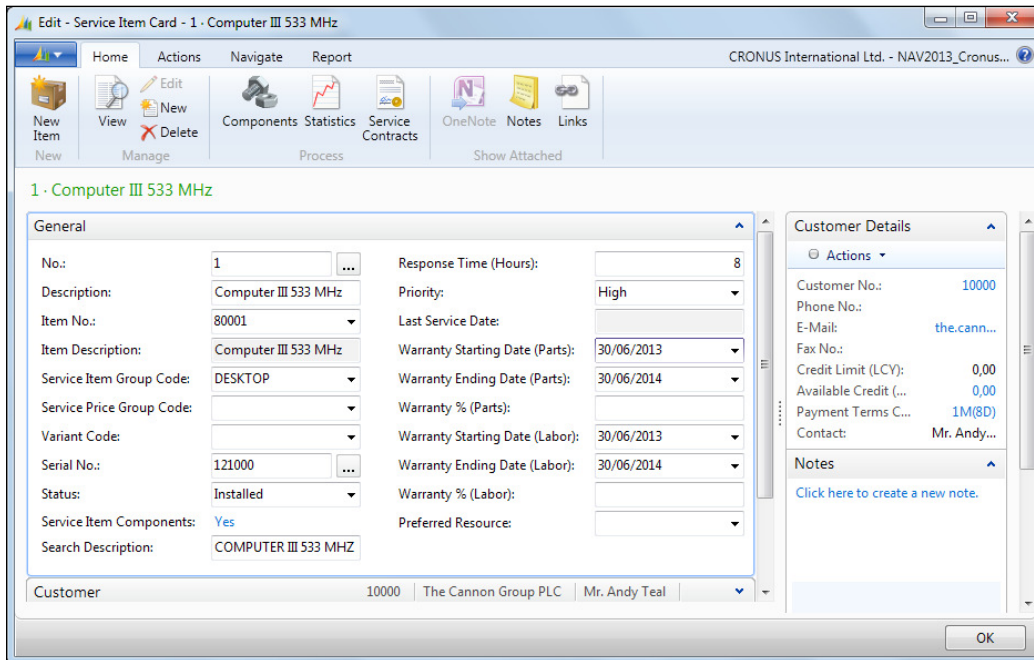 Edit - Service Item Card - 1 · Computer III 533 MHz
Home Actions Navigate Report CRONUS International Ltd. - NAV2013_Cronus...
New Item
View
Edit
New
Delete
Components Statistics Service Contracts
OneNote Notes Links
New Manage Process Show Attached
1 · Computer III 533 MHz
General
No.: 1
Description: Computer III 533 MHz
Item No.: 80001
Item Description: Computer III 533 MHz
Service Item Group Code: DESKTOP
Service Price Group Code:
Variant Code:
Serial No.: 121000
Status: Installed
Service Item Components: Yes
Search Description: COMPUTER III 533 MHZ
Response Time (Hours): 8
Priority: High
Last Service Date:
Warranty Starting Date (Parts): 30/06/2013
Warranty Ending Date (Parts): 30/06/2014
Warranty % (Parts):
Warranty Starting Date (Labor): 30/06/2013
Warranty Ending Date (Labor): 30/06/2014
Warranty % (Labor):
Preferred Resource:
Customer 10000 The Cannon Group PLC Mr. Andy Teal
Customer Details
Actions
Customer No.: 10000
Phone No.:
E-Mail: the.cann...
Fax No.:
Credit Limit (LCY): 0,00
Available Credit (... 0,00
Payment Terms C... 1M(8D)
Contact: Mr. Andy...
Notes
Click here to create a new note.
OK